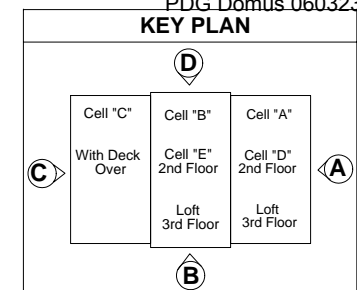 PDG Domus 060323
KEY PLAN
D
Cell "C"
Cell "B"
Cell "A"
With Deck
Over
Cell "E"
2nd Floor
Cell "D"
2nd Floor
C
A
Loft
3rd Floor
Loft
3rd Floor
B